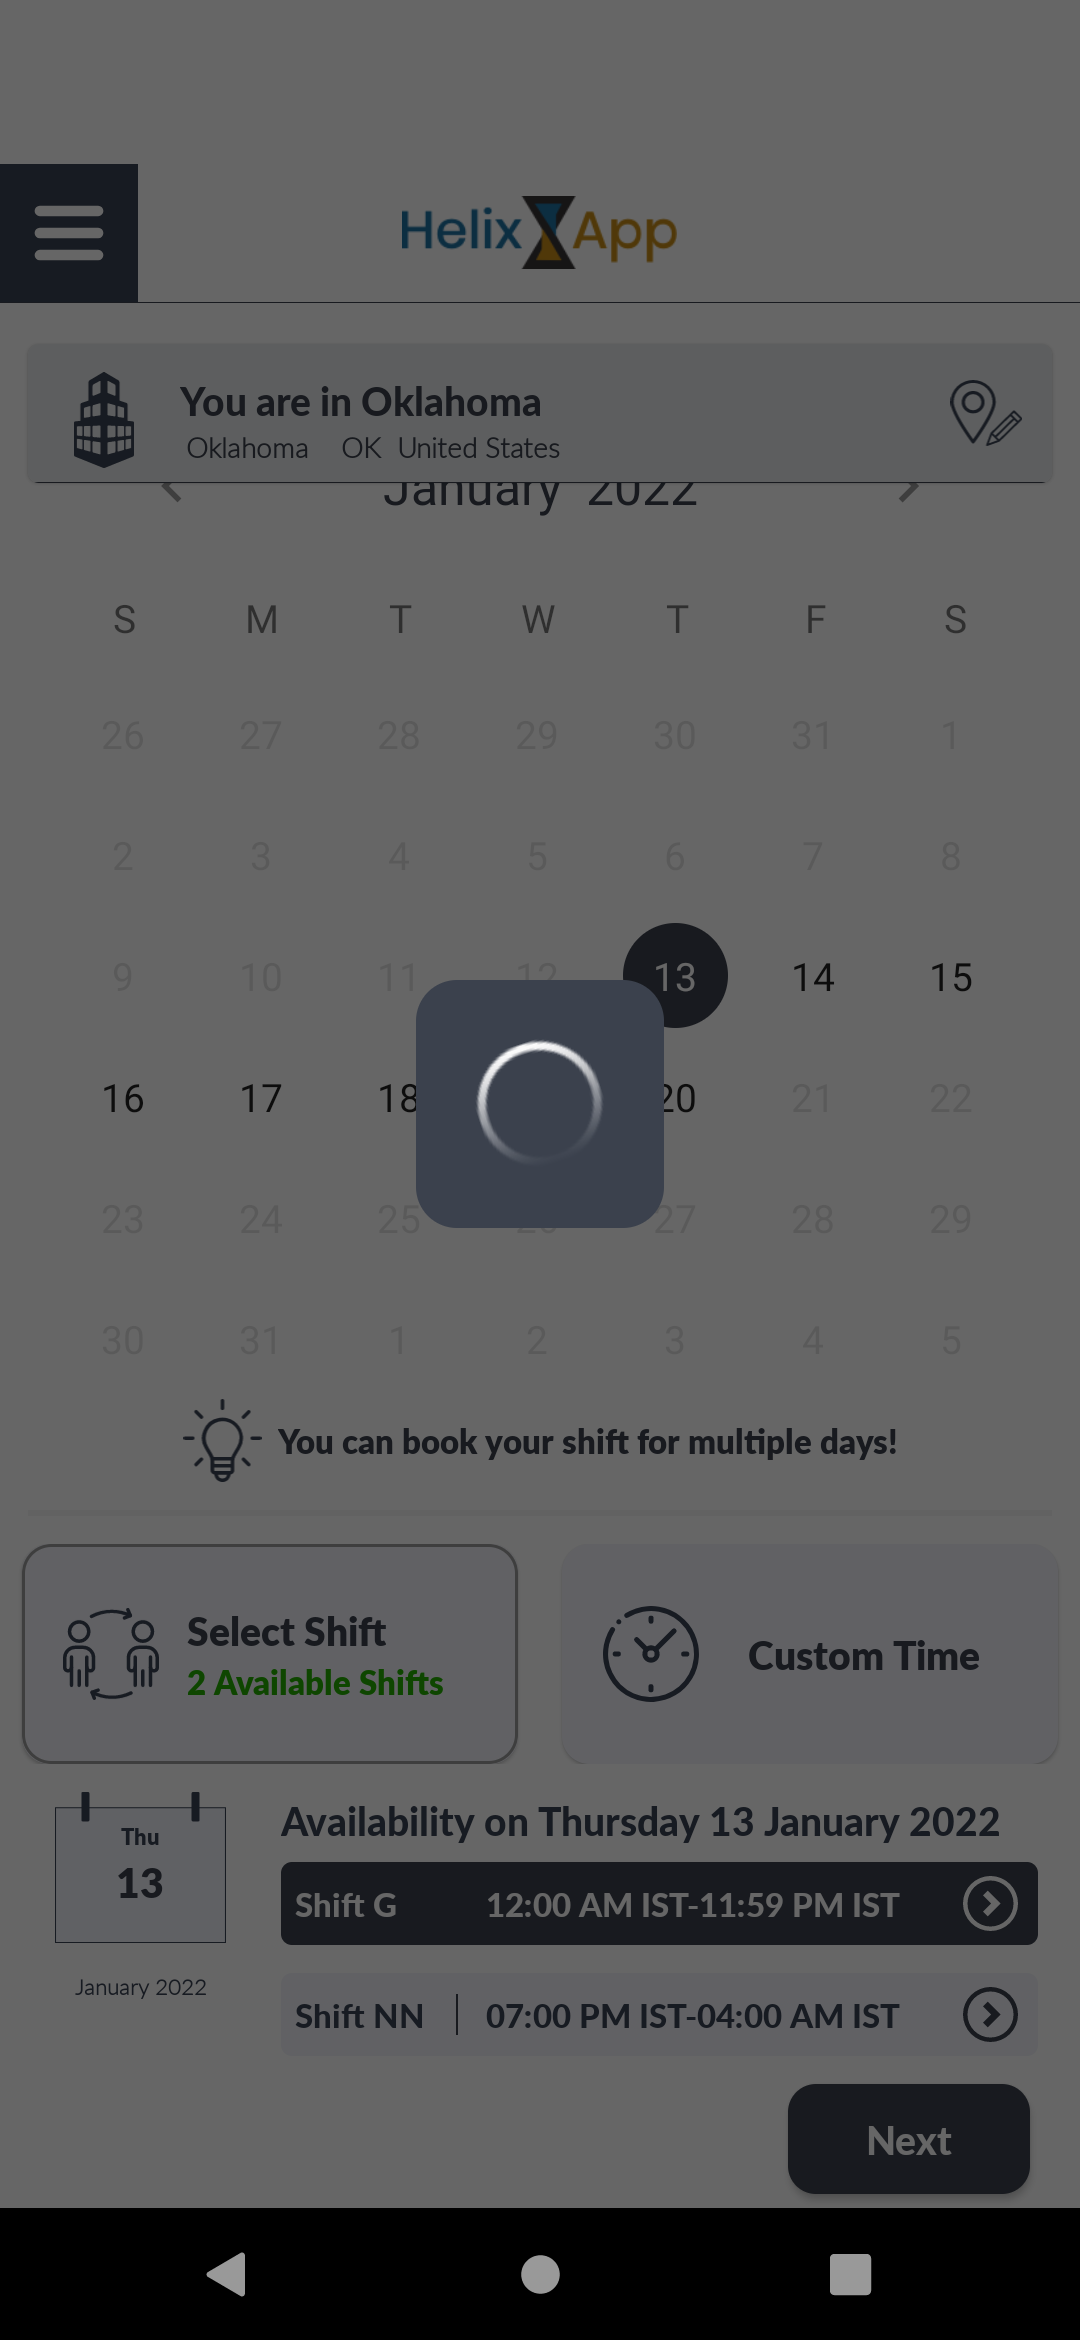 Helix App
You are in Oklahoma
Oklahoma OK United States
January 2022
S M T W T F S
26 27 28 29 30 31 1
2 3 4 5 6 7 8
9 10 11 12 13 14 15
16 17 18 20 21 22
23 24 25 26 27 28 29
30 31 1 2 3 4 5
You can book your shift for multiple days!
Select Shift
2 Available Shifts
Custom Time
Thu
13
January 2022
Availability on Thursday 13 January 2022
Shift G 12:00 AM IST-11:59 PM IST
Shift NN 07:00 PM IST-04:00 AM IST
Next